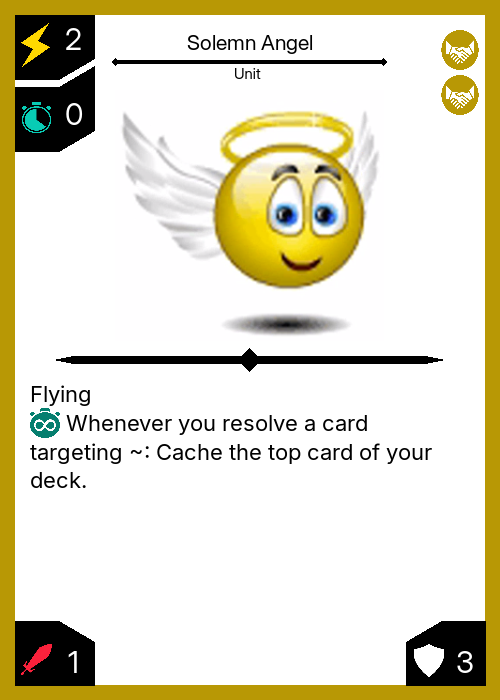 2
Solemn Angel
Unit
0
Flying
Whenever you resolve a card
targeting ~: Cache the top card of your
deck.
1
3